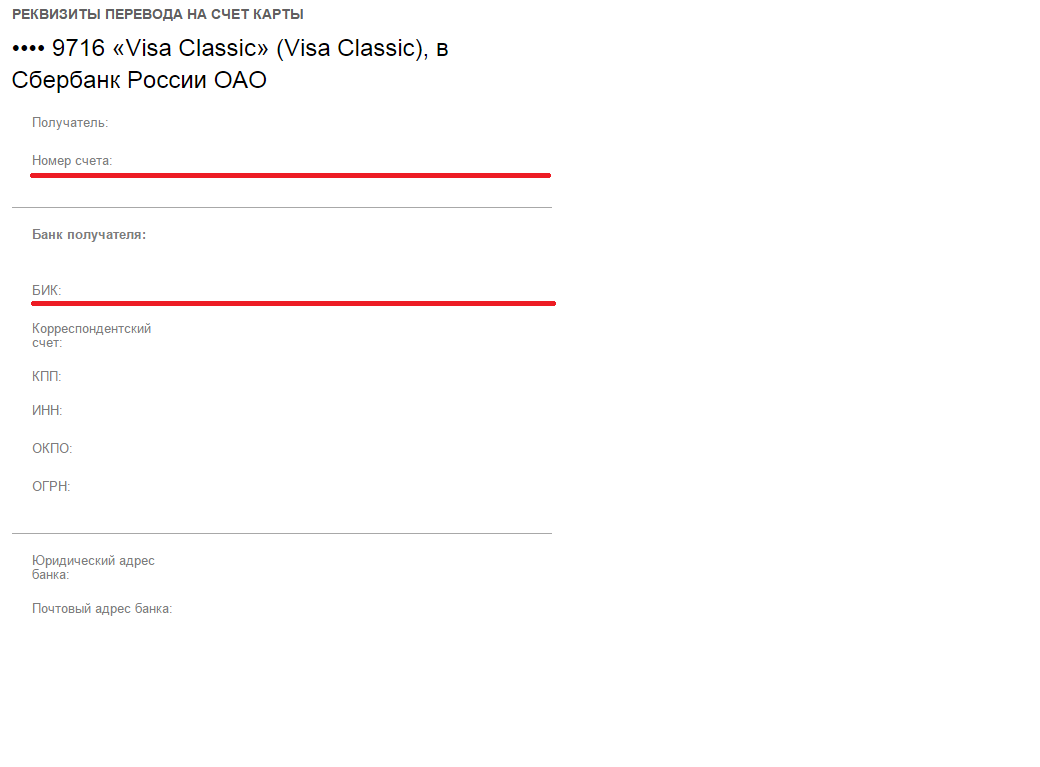 РЕКВИЗИТЫ ПЕРЕВОДА НА СЧЕТ КАРТЫ
•••• 9716 «Visa Classic» (Visa Classic), в
Сбербанк России ОАО
Получатель:
Номер счета:
Банк получателя:
БИК:
Корреспондентский
счет:
КПП:
ИНН:
ОКПО:
ОГРН:
Юридический адрес
банка:
Почтовый адрес банка: